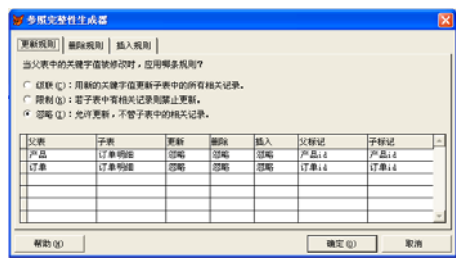 参照完整性生成器
更新规则 删除规则 插入规则
当父表中的关键字值被修改时，应用哪条规则?
级联(C)：用新的关键字值更新子表中的所有相关记录。
限制(R)：若子表中有相关记录则禁止更新。
忽略(I)：允许更新，不管子表中的相关记录。
父表 子表 更新 删除 插入 父标记 子标记
产品 订单明细 忽略 忽略 忽略 产品id 产品id
订单 订单明细 忽略 忽略 忽略 订单id 订单id
帮助(H) 确定(O) 取消